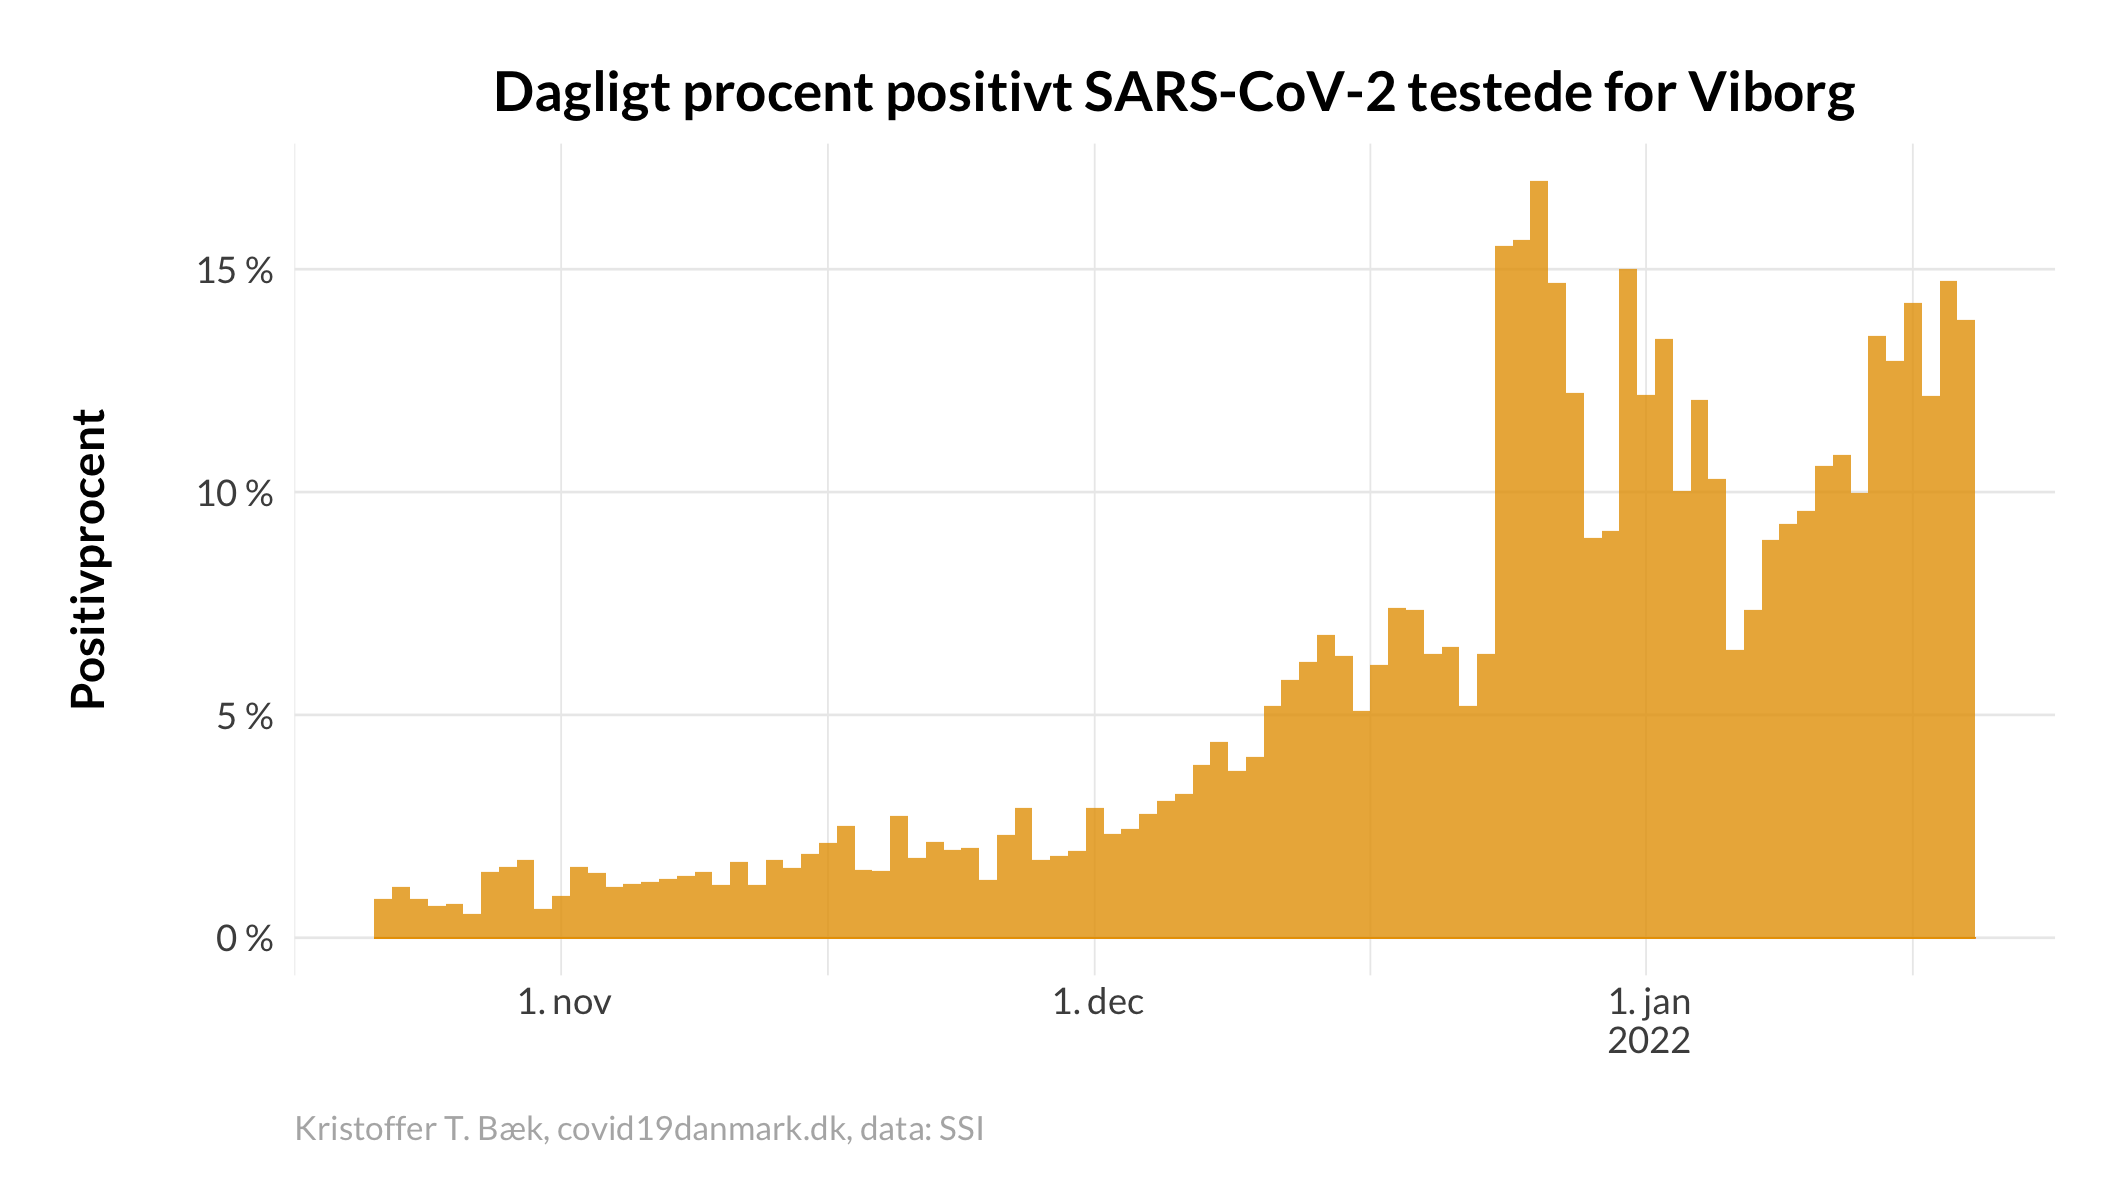 Dagligt procent positivt SARS-CoV-2 testede for Viborg
Positivprocent
15 %
10 %
5 %
0 %
1. nov
1. dec
1. jan
2022
Kristoffer T. Bæk, covid19danmark.dk, data: SSI